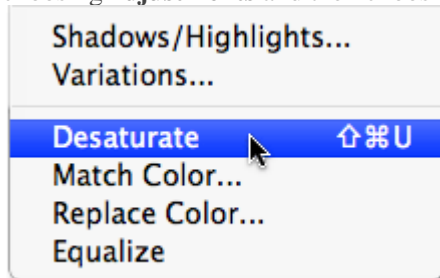 Shadows/Highlights...
Variations...
Desaturate ⇧⌘U
Match Color...
Replace Color...
Equalize